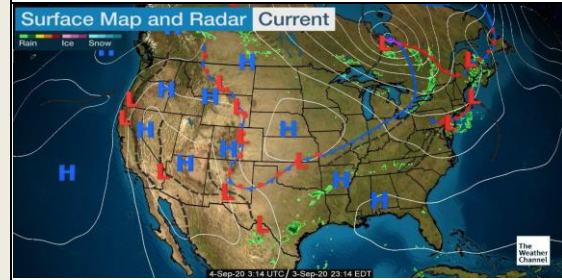 Surface Map and Radar Current
Rain Ice Snow
H
L
H L
L
H H L L L
L L
H H L
H
L H
H L
H L H
L H
L
The
Weather
Channel
4-Sep-20 3:14 UTC / 3-Sep-20 23:14 EDT